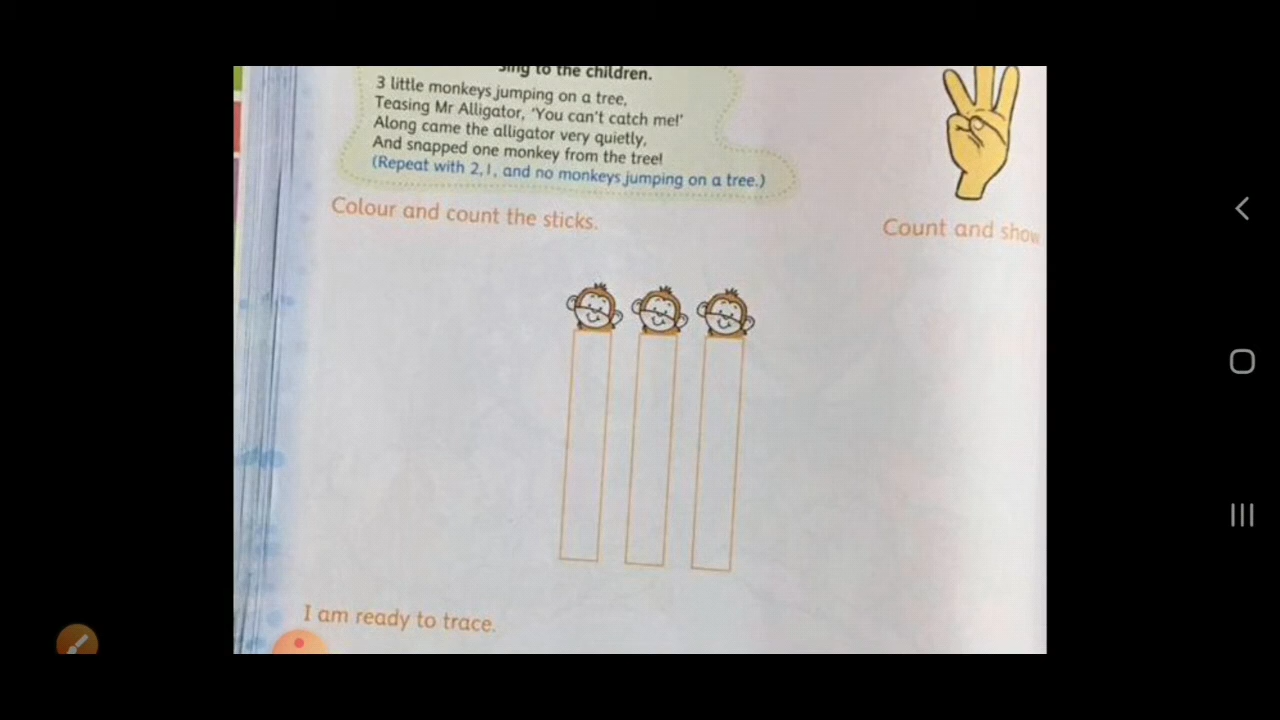 Sing to the children.
3 little monkeys jumping on a tree,
Teasing Mr Alligator, ‘You can’t catch me!’
Along came the alligator very quietly,
And snapped one monkey from the tree!
(Repeat with 2, 1, and no monkeys jumping on a tree.)
Colour and count the sticks.
Count and show
I am ready to trace.